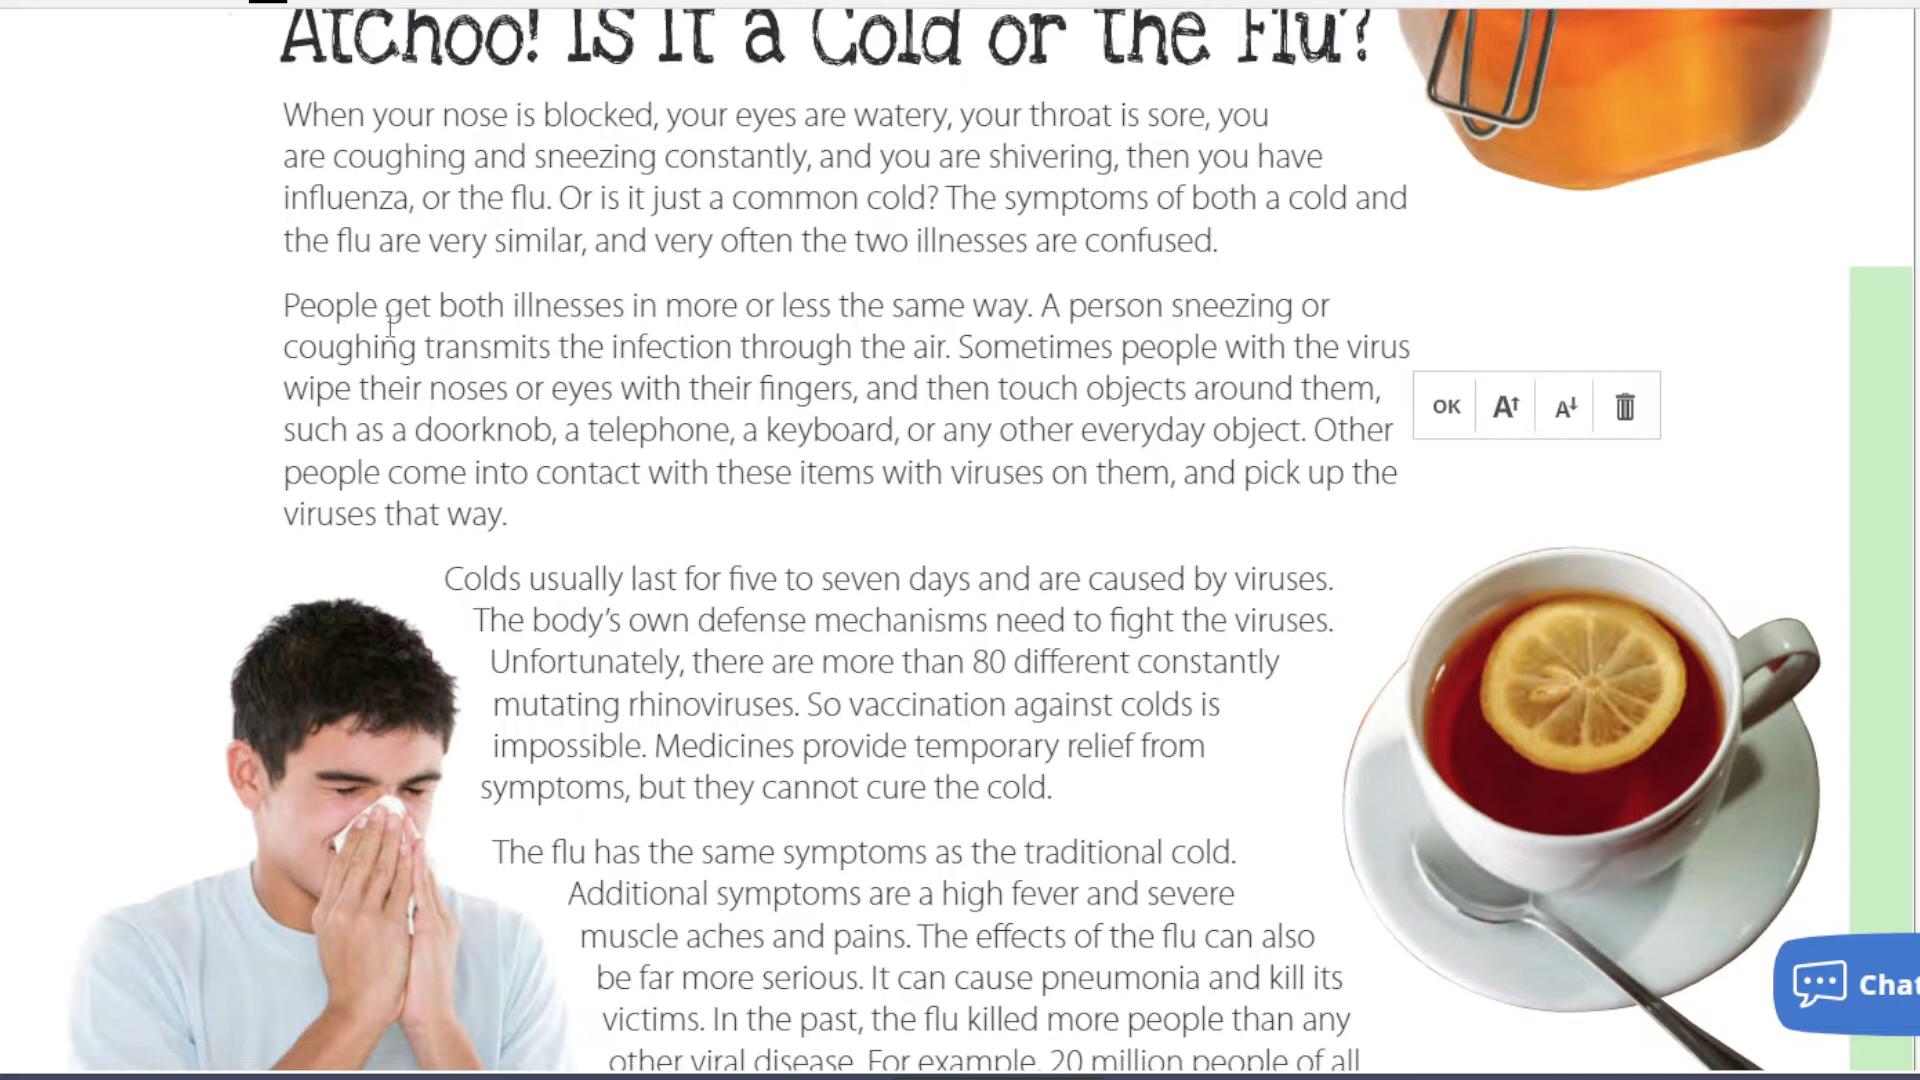 Atchoo! Is It a Cold or the Flu?
When your nose is blocked, your eyes are watery, your throat is sore, you
are coughing and sneezing constantly, and you are shivering, then you have
influenza, or the flu. Or is it just a common cold? The symptoms of both a cold and
the flu are very similar, and very often the two illnesses are confused.
People get both illnesses in more or less the same way. A person sneezing or
coughing transmits the infection through the air. Sometimes people with the virus
wipe their noses or eyes with their fingers, and then touch objects around them,
such as a doorknob, a telephone, a keyboard, or any other everyday object. Other
people come into contact with these items with viruses on them, and pick up the
viruses that way.
OK A A
Colds usually last for five to seven days and are caused by viruses.
The body's own defense mechanisms need to fight the viruses.
Unfortunately, there are more than 80 different constantly
mutating rhinoviruses. So vaccination against colds is
impossible. Medicines provide temporary relief from
symptoms, but they cannot cure the cold.
The flu has the same symptoms as the traditional cold.
Additional symptoms are a high fever and severe
muscle aches and pains. The effects of the flu can also
be far more serious. It can cause pneumonia and kill its
victims. In the past, the flu killed more people than any
other viral disease. For example, 20 million people of all
Chat